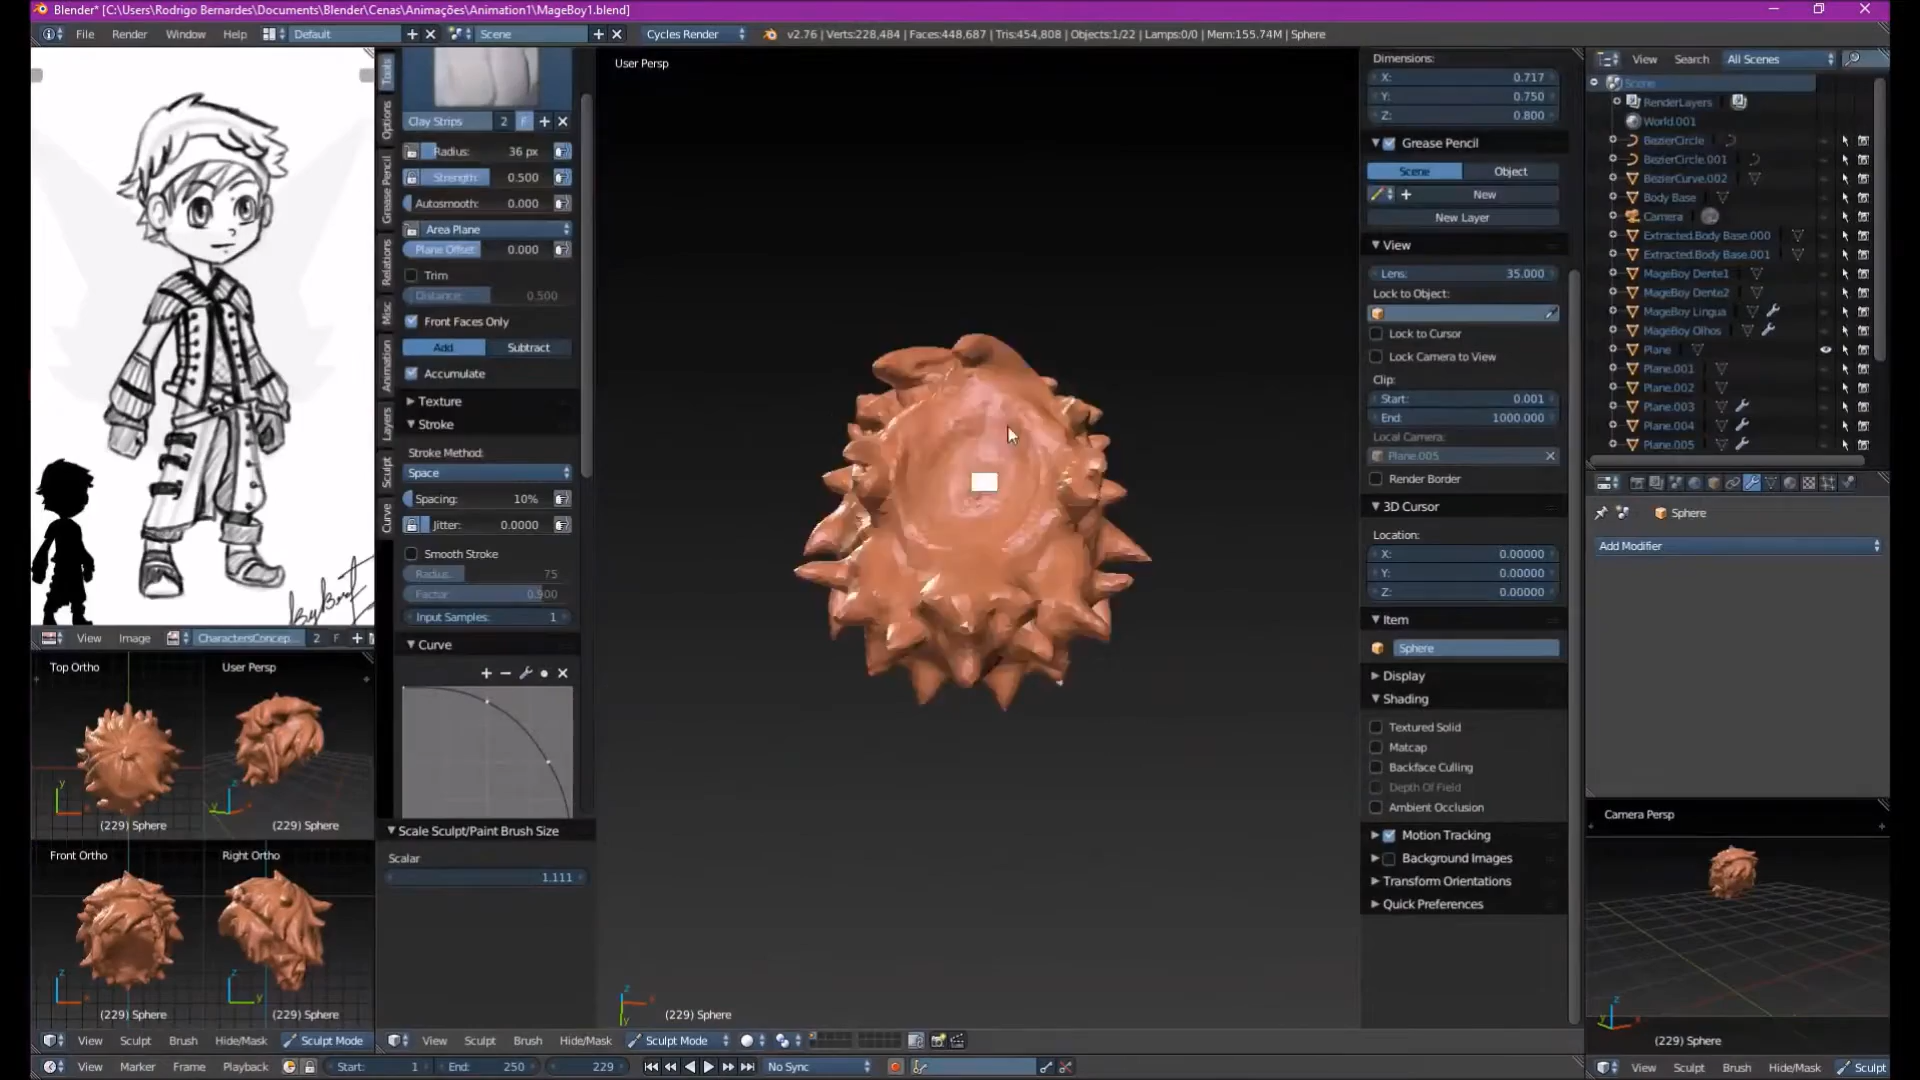 Blender* [C:\Users\Rodrigo Bernardes\Documents\Blender\Cenas\Animações\Animation1\MageBoy1.blend]
File Render Window Help Default Scene Cycles Render v2.76 | Verts:228,484 | Faces:448,687 | Tris:454,808 | Objects:1/22 | Lamps:0/0 | Mem:155.74M | Sphere
View Image CharactersConcep... 2 F
Top Ortho User Persp
(229) Sphere (229) Sphere
Front Ortho Right Ortho
(229) Sphere (229) Sphere
View Sculpt Brush Hide/Mask Sculpt Mode
Tools
Options
Grease Pencil
Relations
Misc
Animation
Layers
Sculpt
Curve
Clay Strips 2 F
Radius: 36 px
Strength: 0.500
Autosmooth: 0.000
Area Plane
Plane Offset: 0.000
Trim
Distance: 0.500
Front Faces Only
Add Subtract
Accumulate
Texture
Stroke
Stroke Method:
Space
Spacing: 10%
Jitter: 0.0000
Smooth Stroke
Radius: 75
Factor: 0.900
Input Samples: 1
Curve
Scale Sculpt/Paint Brush Size
Scalar
1.111
User Persp
(229) Sphere
View Sculpt Brush Hide/Mask Sculpt Mode
Dimensions:
X: 0.717
Y: 0.750
Z: 0.800
Grease Pencil
Scene Object
New
New Layer
View
Lens: 35.000
Lock to Object:
Lock to Cursor
Lock Camera to View
Clip:
Start: 0.001
End: 1000.000
Local Camera:
Plane.005
Render Border
3D Cursor
Location:
X: 0.00000
Y: 0.00000
Z: 0.00000
Item
Sphere
Display
Shading
Textured Solid
Matcap
Backface Culling
Depth Of Field
Ambient Occlusion
Motion Tracking
Background Images
Transform Orientations
Quick Preferences
View Search All Scenes
Scene
RenderLayers
World.001
BezierCircle
BezierCircle.001
BezierCurve.002
Body Base
Camera
Extracted.Body Base.000
Extracted.Body Base.001
MageBoy Dente1
MageBoy Dente2
MageBoy Lingua
MageBoy Olhos
Plane
Plane.001
Plane.002
Plane.003
Plane.004
Plane.005
Sphere
Add Modifier
Camera Persp
(229) Sphere
View Sculpt Brush Hide/Mask Sculpt
View Marker Frame Playback Start: 1 End: 250 229 No Sync